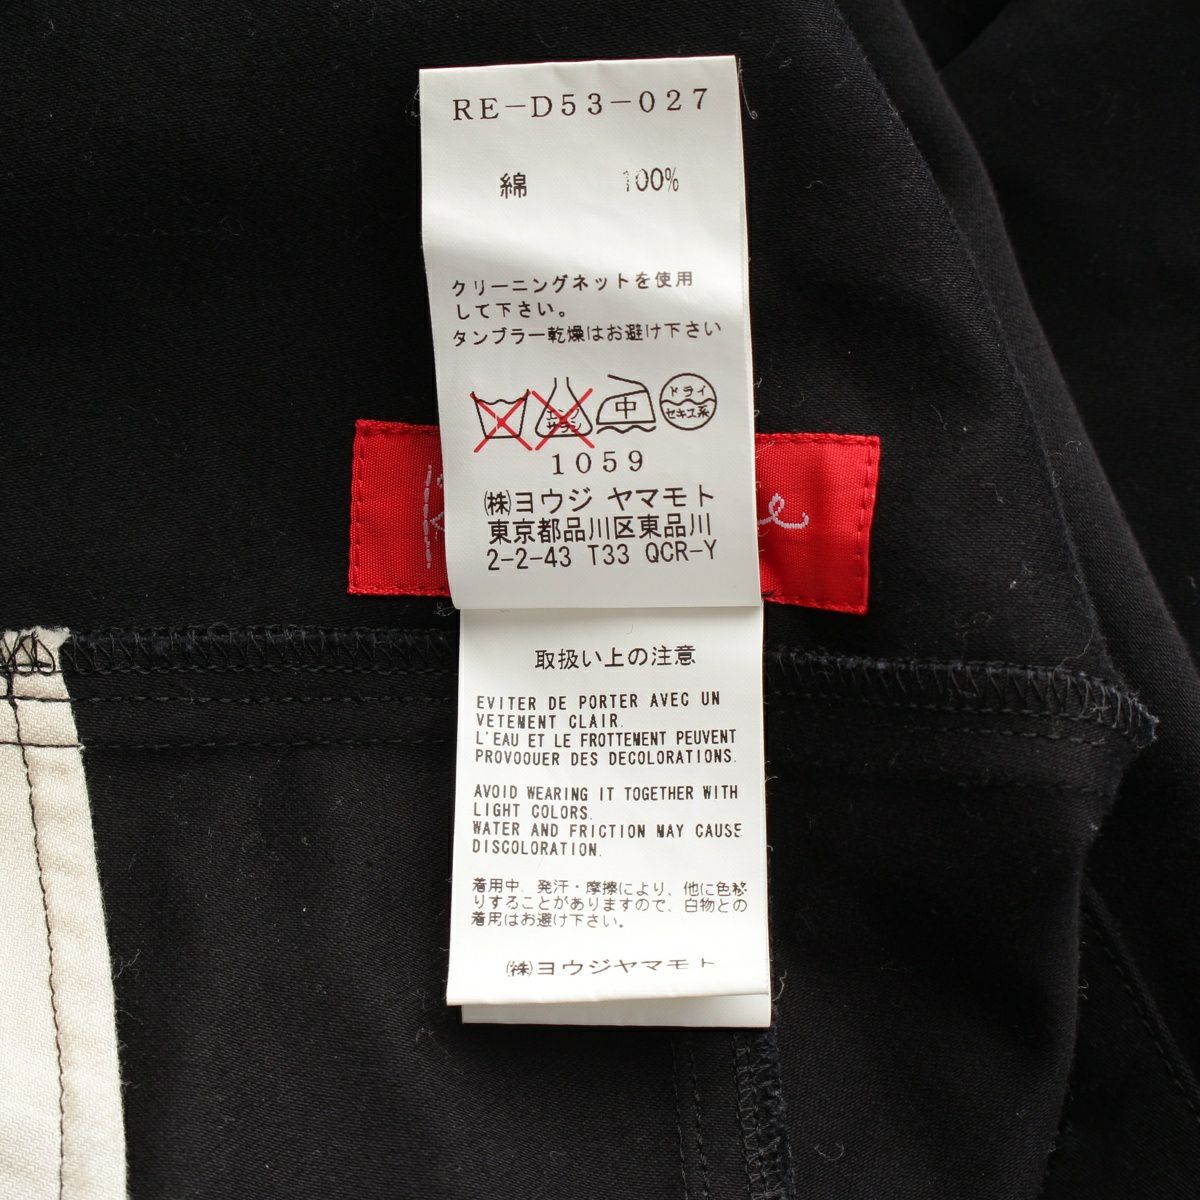 RE-D53-027
綿 100%
クリーニングネットを使用
して下さい。
タンブラー乾燥はお避け下さい
エンソ
サラシ
中
ドライ
セキユ系
1059
㈱ヨウジ ヤマモト
東京都品川区東品川
2-2-43 T33 QCR-Y
取扱い上の注意
EVITER DE PORTER AVEC UN
VETEMENT CLAIR.
L'EAU ET LE FROTTEMENT PEUVENT
PROVOQUER DES DECOLORATIONS.
AVOID WEARING IT TOGETHER WITH
LIGHT COLORS.
WATER AND FRICTION MAY CAUSE
DISCOLORATION.
着用中、発汗・摩擦により、他に色移
りすることがありますので、白物との
着用はお避け下さい。
㈱ヨウジヤマモト